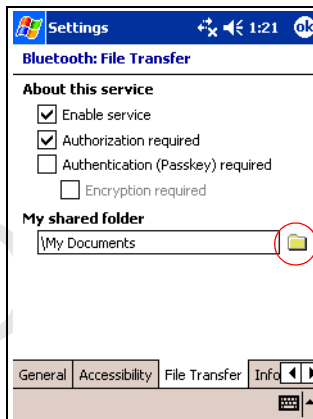 Settings 1:21 ok
Bluetooth: File Transfer
About this service
Enable service
Authorization required
Authentication (Passkey) required
Encryption required
My shared folder
\My Documents
General Accessibility File Transfer Info